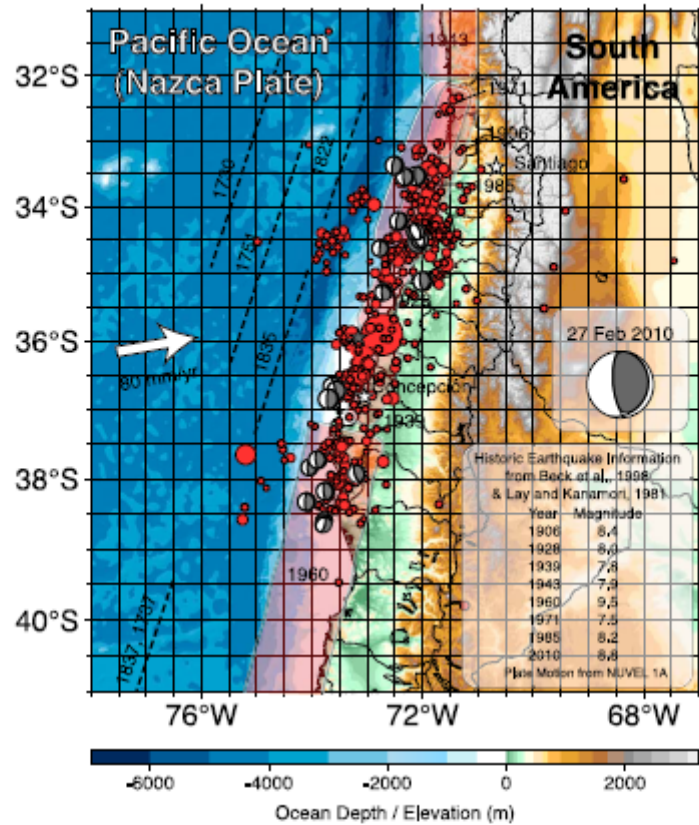 Pacific Ocean
(Nazca Plate)
South
America
1943
32°S
1971
1906
1822
Santiago
1985
1730
34°S
1751
36°S
27 Feb 2010
1835
80 mm/yr
Concepción
1939
38°S
Historic Earthquake Information
from Beck et al., 1998
& Lay and Kanamori, 1981
Year Magnitude
1906 8.4
1928 8.0
1939 7.8
1943 7.9
1960 9.5
1971 7.5
1985 8.2
2010 8.8
Plate Motion from NUVEL 1A
1960
40°S
1837, 1737
76°W 72°W 68°W
-6000 -4000 -2000 0 2000
Ocean Depth / Elevation (m)